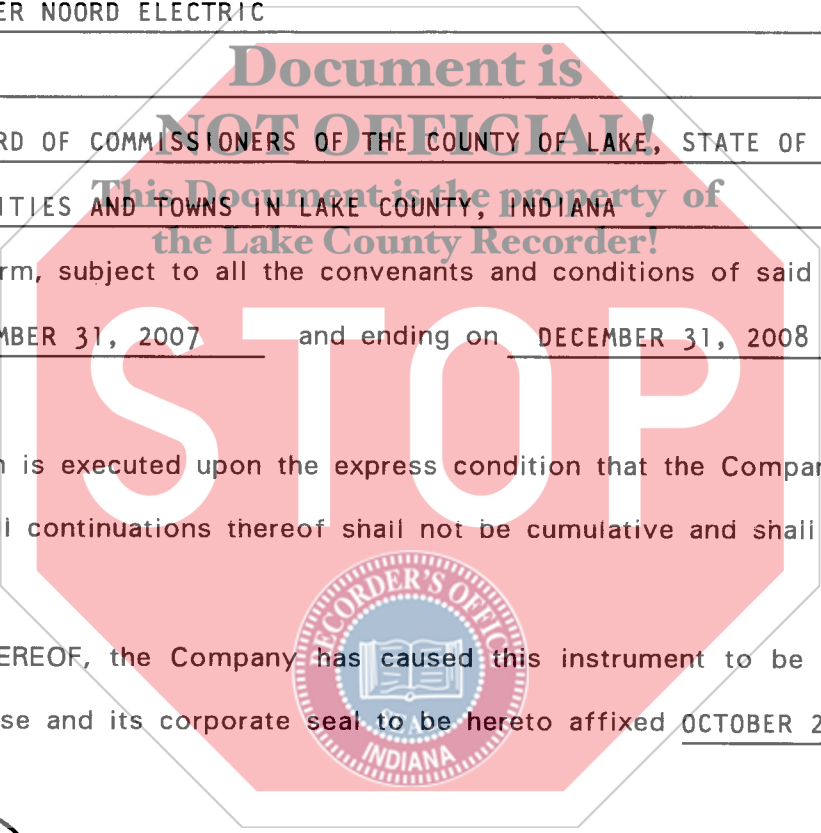 ER NOORD ELECTRIC
Document is
NOT OFFICIAL!
RD OF COMMISSIONERS OF THE COUNTY OF LAKE, STATE OF
This Document is the property of
ITIES AND TOWNS IN LAKE COUNTY, INDIANA
the Lake County Recorder!
rm, subject to all the convenants and conditions of said
MBER 31, 2007 and ending on DECEMBER 31, 2008
STOP
n is executed upon the express condition that the Compan
l continuations thereof shall not be cumulative and shall
EREOF, the Company has caused this instrument to be
se and its corporate seal to be hereto affixed OCTOBER 2
RECORDER'S OFFICE
SEAL
INDIANA